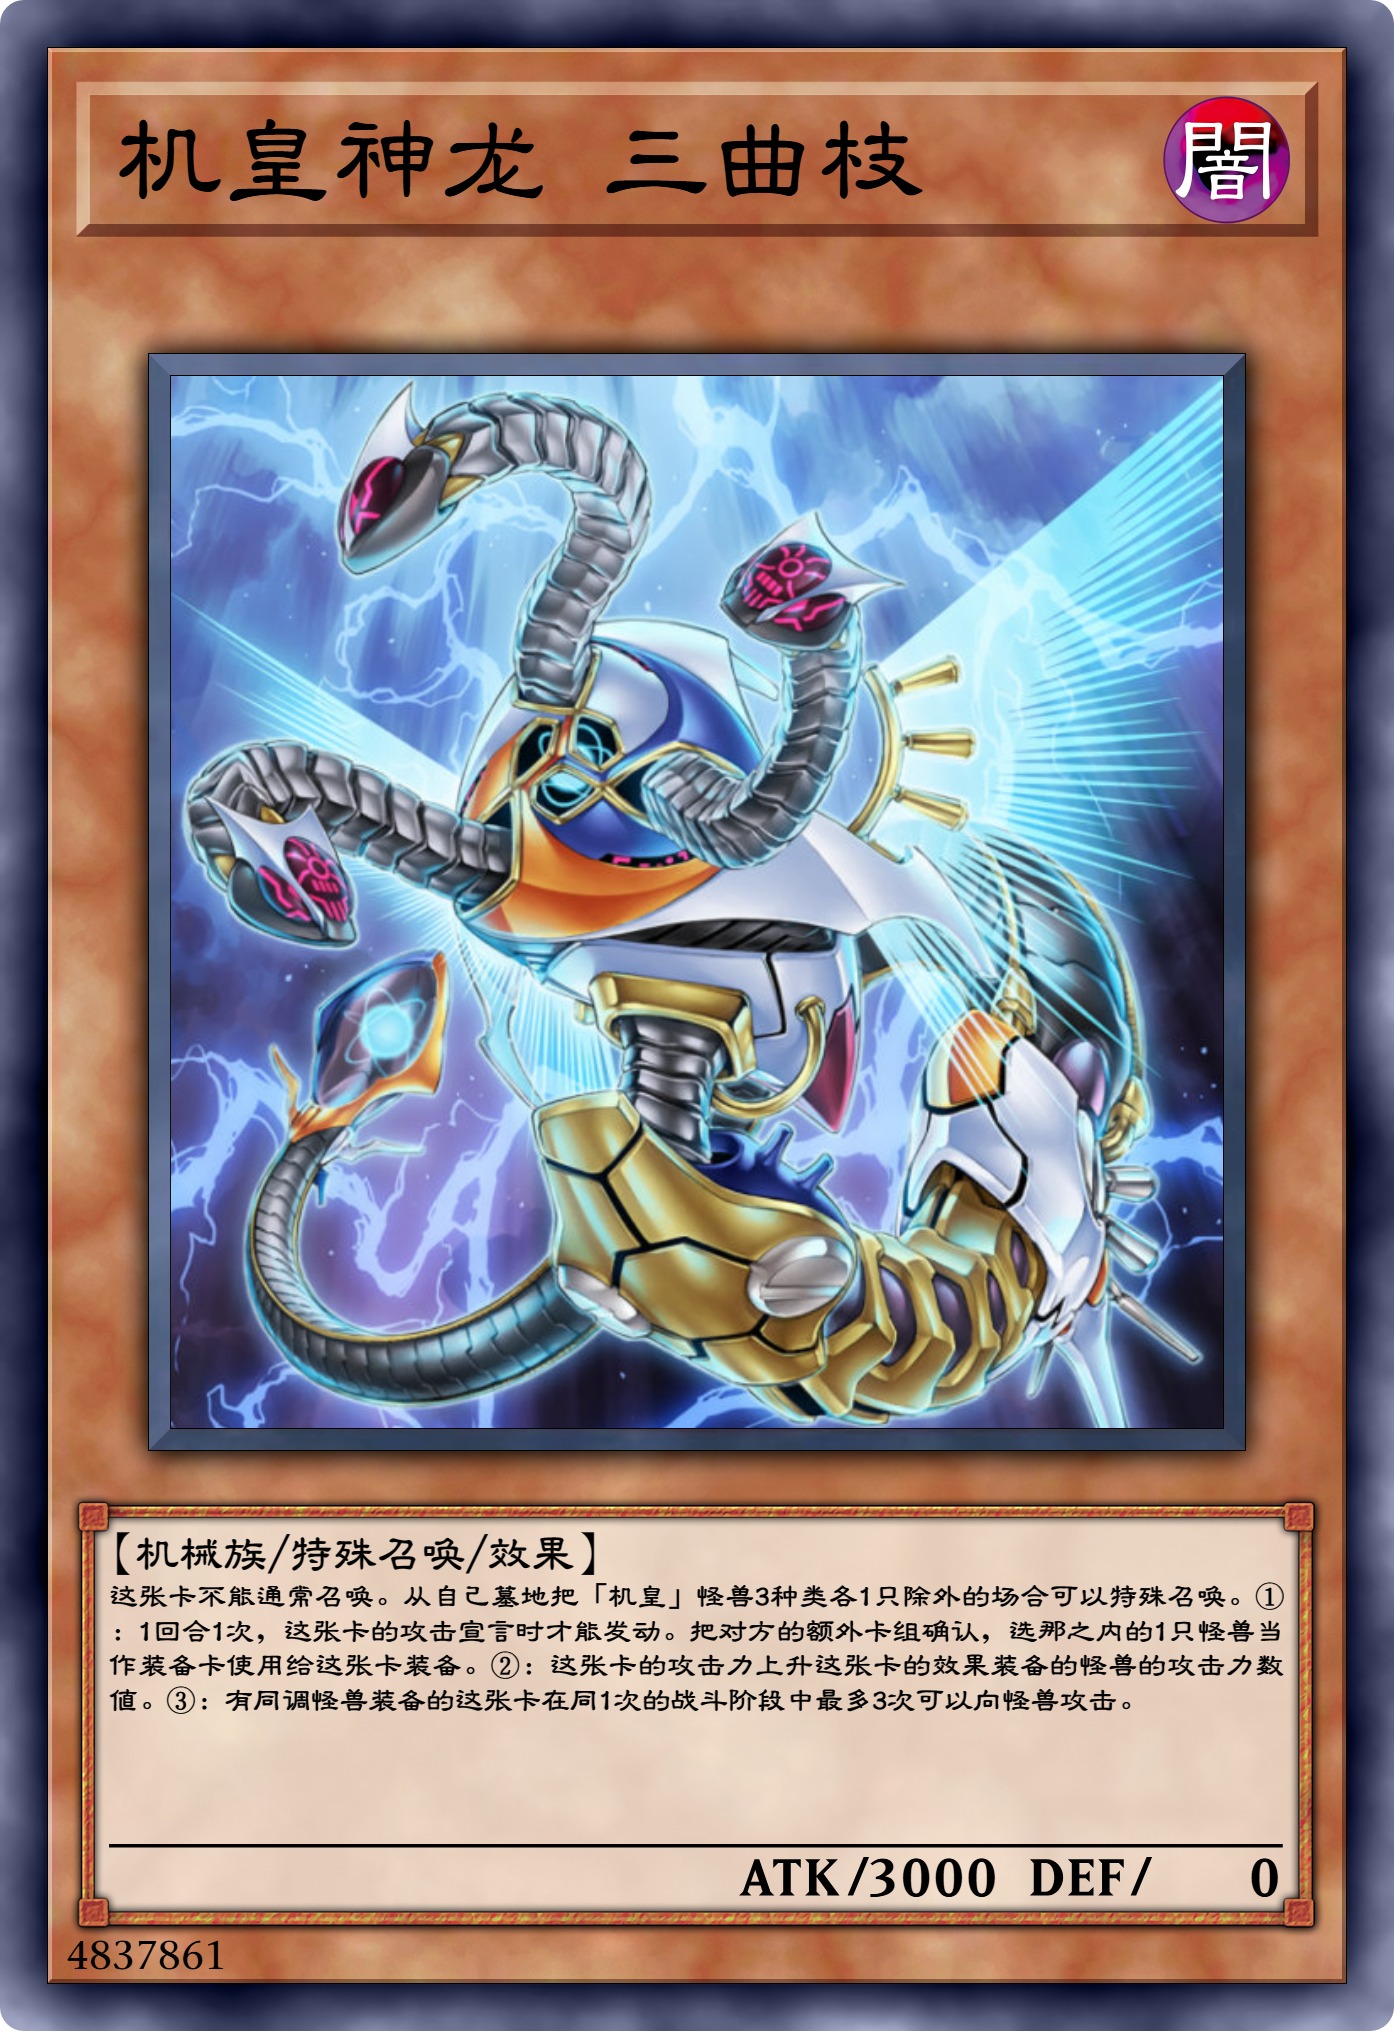 机皇神龙 三曲枝
闇
【机械族/特殊召唤/效果】
这张卡不能通常召唤。从自己墓地把「机皇」怪兽3种类各1只除外的场合可以特殊召唤。①
：1回合1次，这张卡的攻击宣言时才能发动。把对方的额外卡组确认，选那之内的1只怪兽当
作装备卡使用给这张卡装备。②：这张卡的攻击力上升这张卡的效果装备的怪兽的攻击力数
值。③：有同调怪兽装备的这张卡在同1次的战斗阶段中最多3次可以向怪兽攻击。
ATK/3000 DEF/ 0
4837861